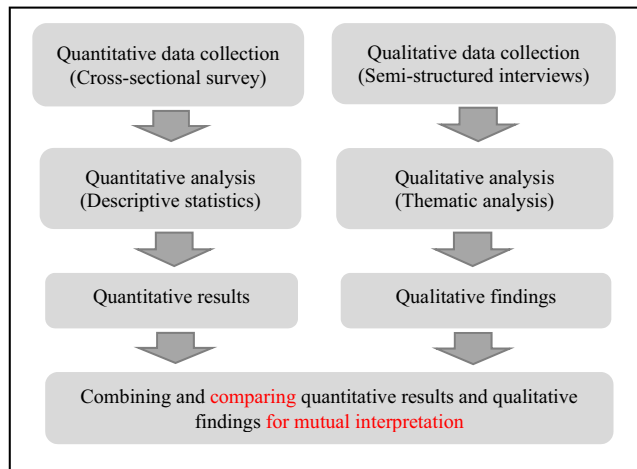 Quantitative data collection
(Cross-sectional survey)
Qualitative data collection
(Semi-structured interviews)
Quantitative analysis
(Descriptive statistics)
Qualitative analysis
(Thematic analysis)
Quantitative results
Qualitative findings
Combining and comparing quantitative results and qualitative
findings for mutual interpretation